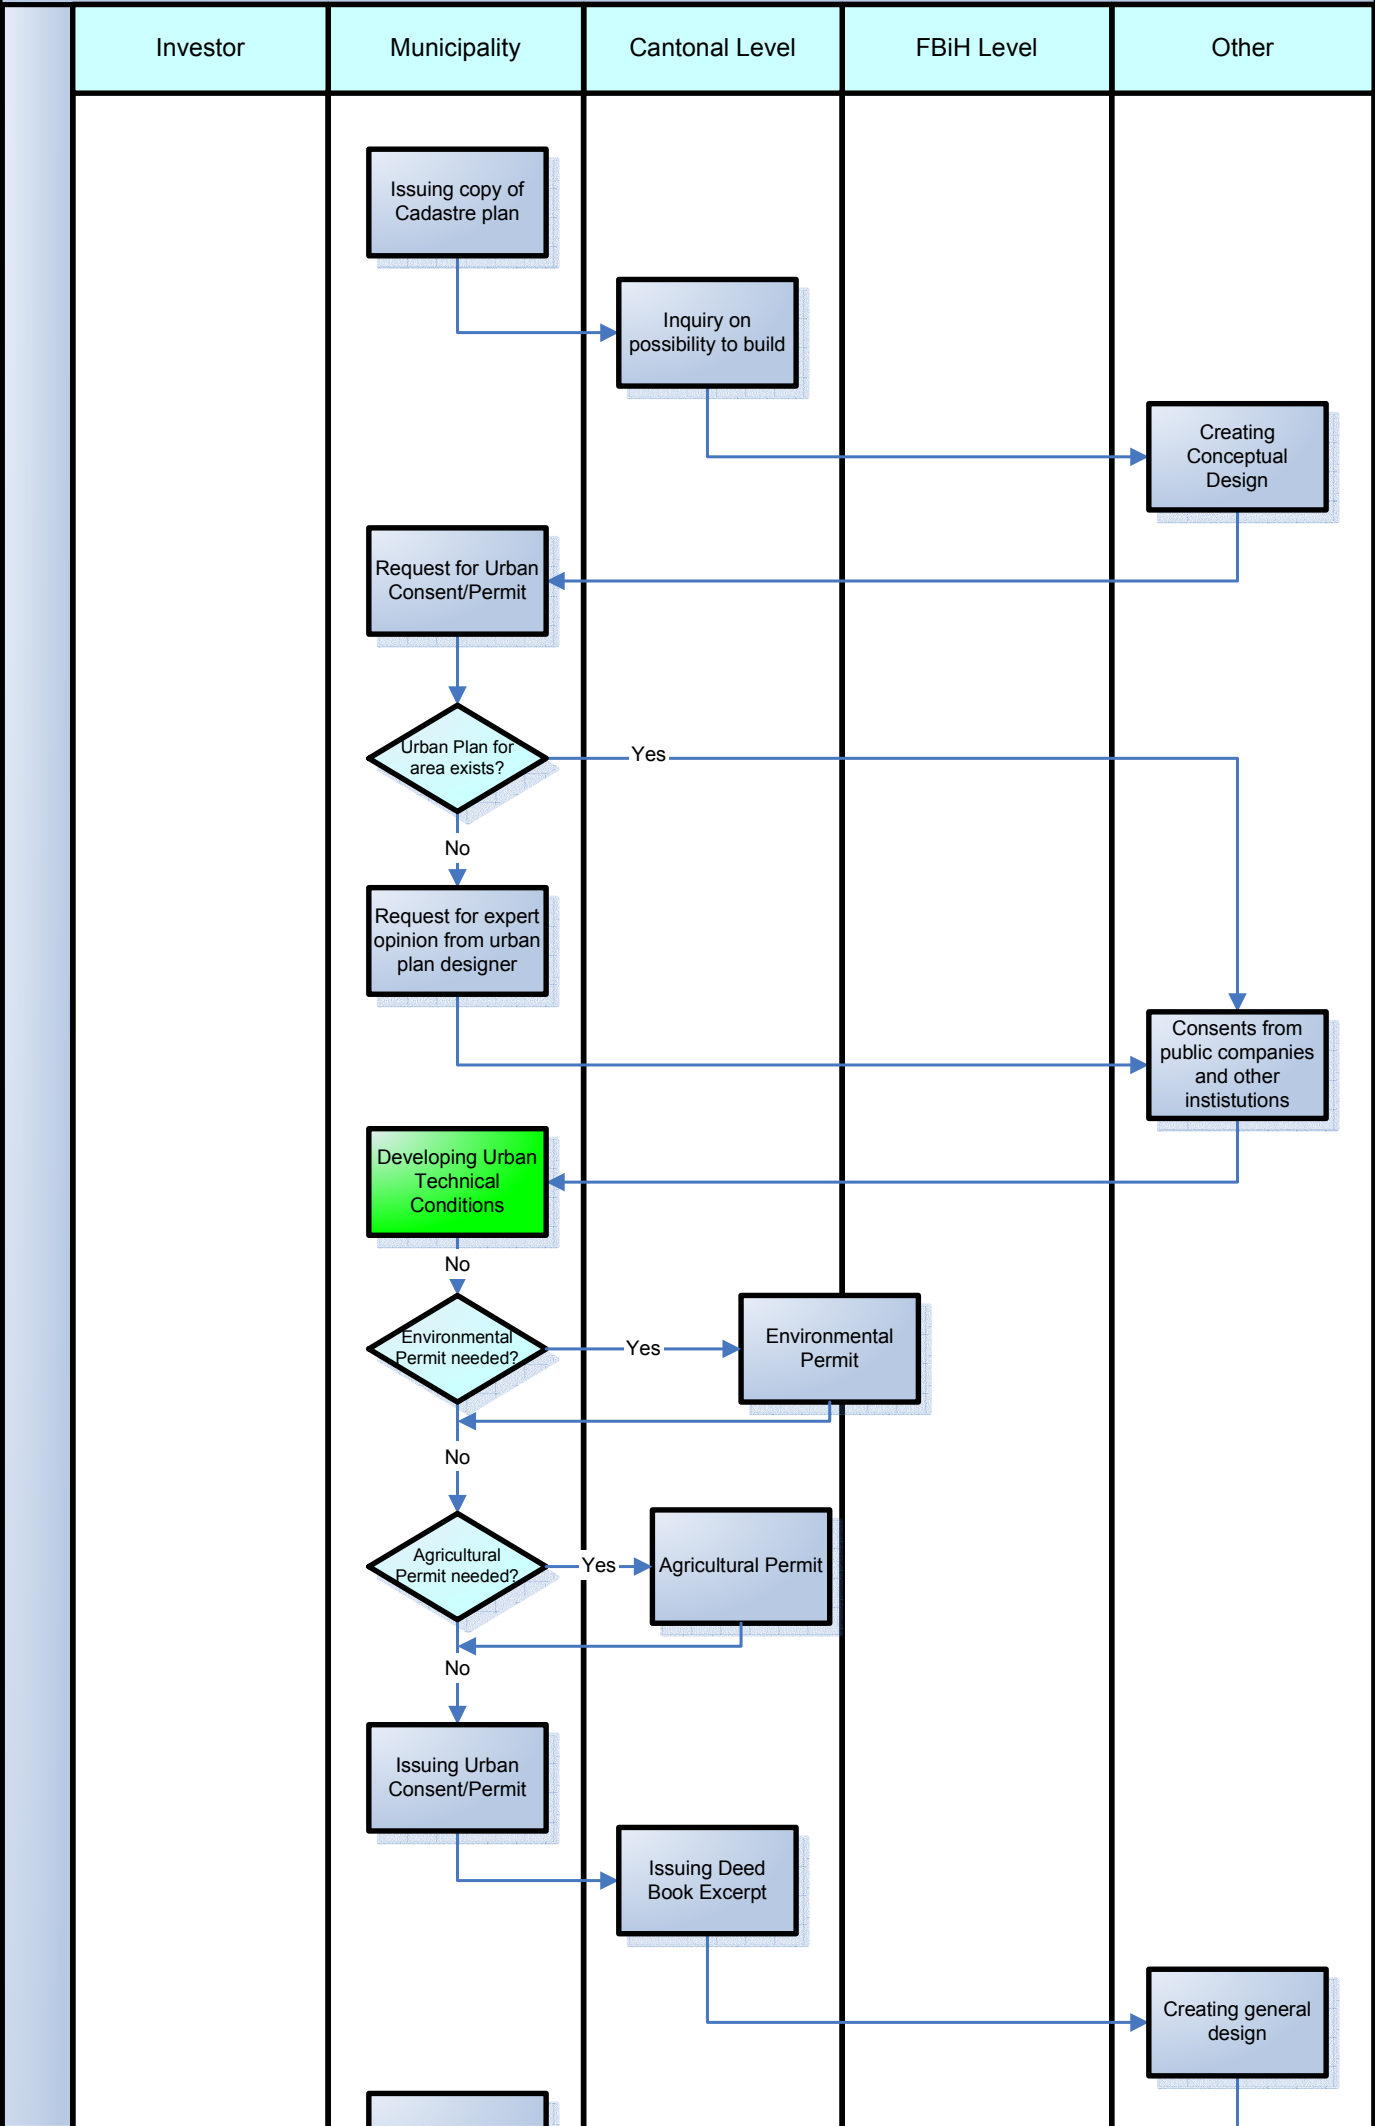 Investor
Municipality
Cantonal Level
FBiH Level
Other
Issuing copy of
Cadastre plan
Inquiry on
possibility to build
Creating
Conceptual
Design
Request for Urban
Consent/Permit
Urban Plan for
area exists?
Yes
No
Request for expert
opinion from urban
plan designer
Consents from
public companies
and other
instistutions
Developing Urban
Technical
Conditions
No
Environmental
Permit needed?
Yes
Environmental
Permit
No
Agricultural
Permit needed?
Yes
Agricultural Permit
No
Issuing Urban
Consent/Permit
Issuing Deed
Book Excerpt
Creating general
design